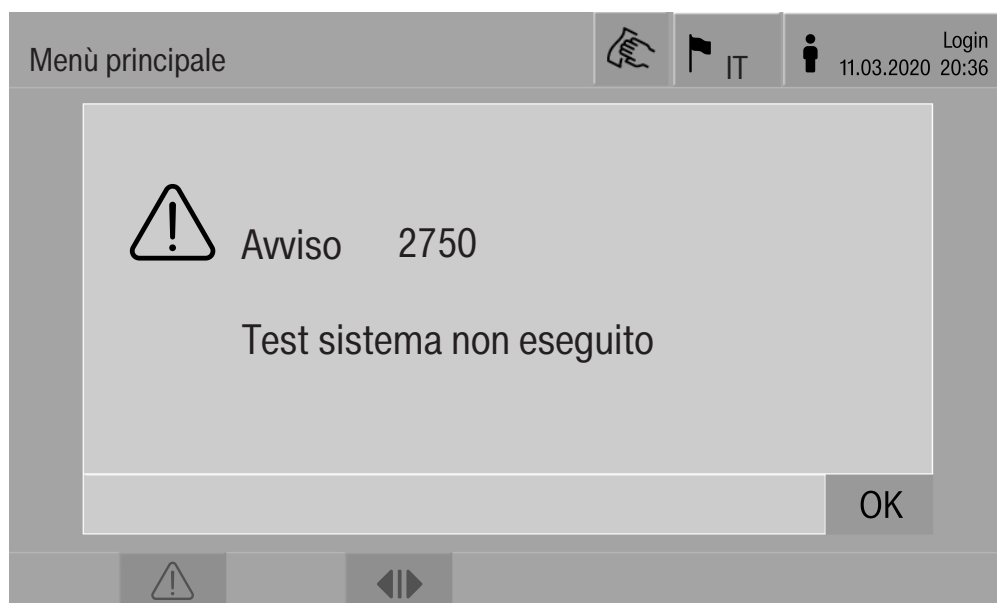 Menù principale
IT
Login
11.03.2020 20:36
Avviso 2750
Test sistema non eseguito
OK